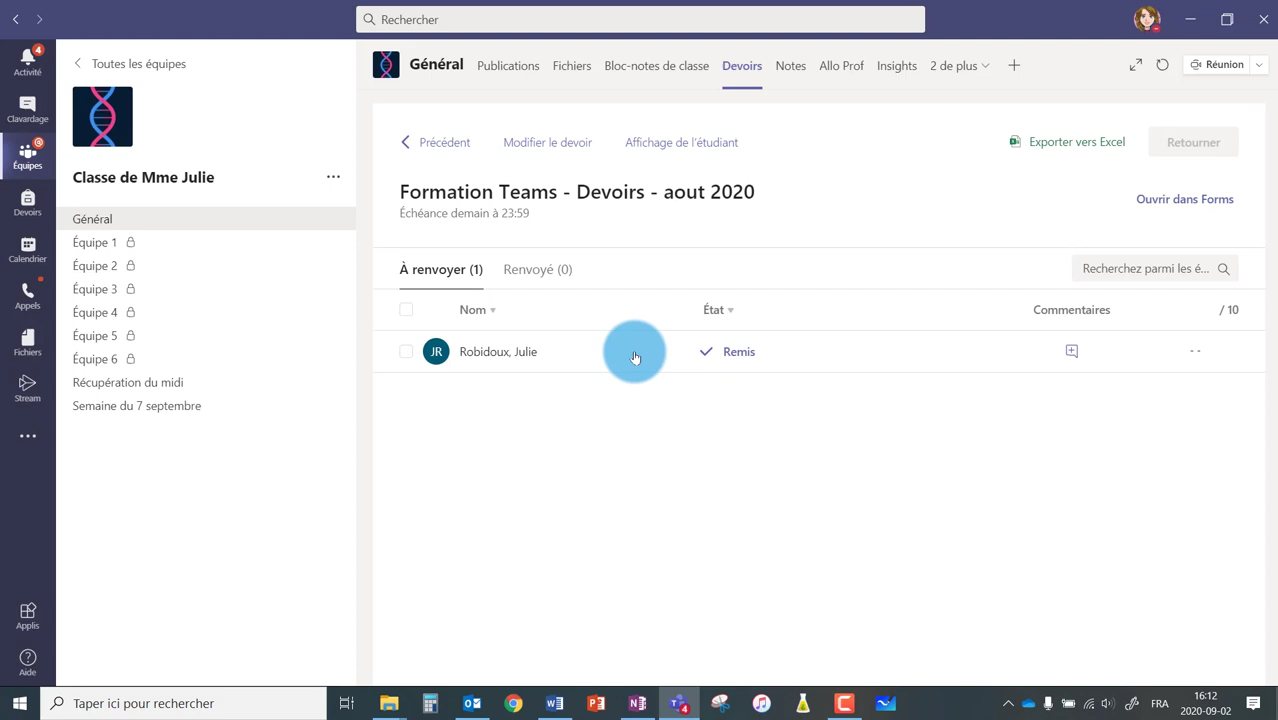 Rechercher
4
Activité
Clavardage
Équipes
Devoirs
Calendrier
Appels
Fichiers
Stream
Applis
Aide
Toutes les équipes
Classe de Mme Julie
Général
Équipe 1
Équipe 2
Équipe 3
Équipe 4
Équipe 5
Équipe 6
Récupération du midi
Semaine du 7 septembre
Général Publications Fichiers Bloc-notes de classe Devoirs Notes Allo Prof Insights 2 de plus Réunion
Précédent Modifier le devoir Affichage de l'étudiant Exporter vers Excel Retourner
Formation Teams - Devoirs - aout 2020
Échéance demain à 23:59
Ouvrir dans Forms
À renvoyer (1) Renvoyé (0) Recherchez parmi les é...
Nom État Commentaires / 10
JR Robidoux, Julie Remis - -
Taper ici pour rechercher
4
FRA
16:12
2020-09-02